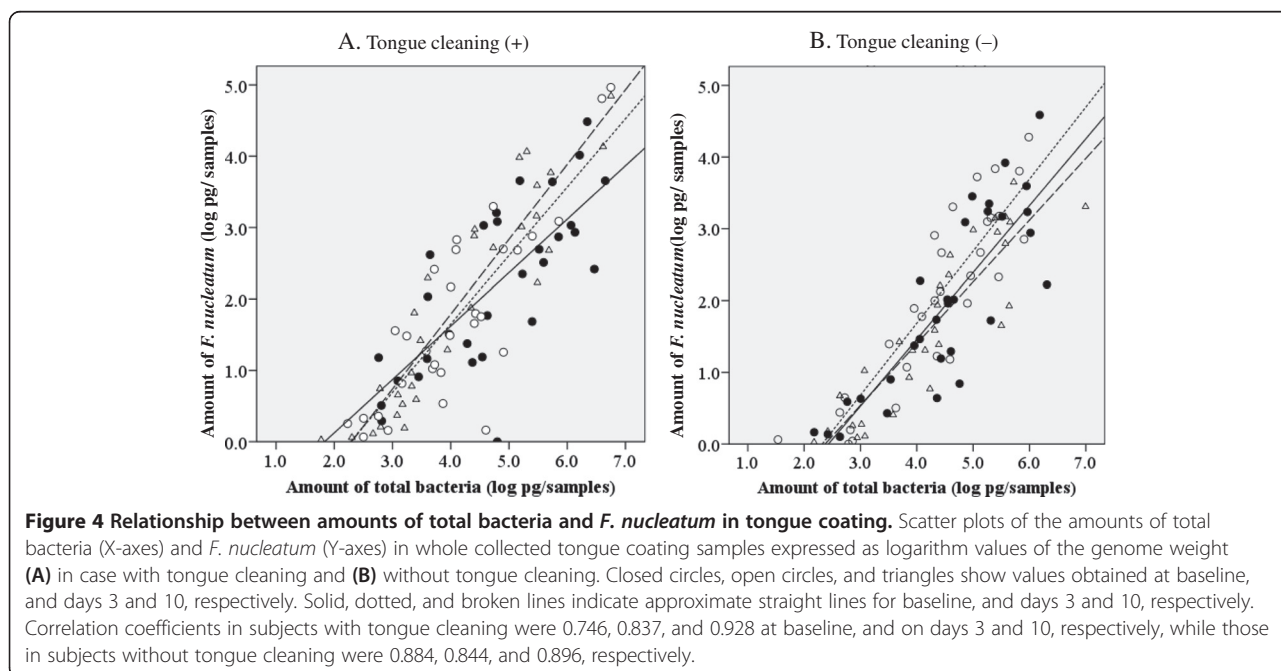 A. Tongue cleaning (+)
B. Tongue cleaning (–)
Amount of F. nucleatum (log pg/ samples)
5.0
4.0
3.0
2.0
1.0
0.0
1.0 2.0 3.0 4.0 5.0 6.0 7.0
Amount of total bacteria (log pg/samples)
Amount of F. nucleatum(log pg/ samples)
5.0
4.0
3.0
2.0
1.0
0.0
1.0 2.0 3.0 4.0 5.0 6.0 7.0
Amount of total bacteria (log pg/samples)
Figure 4 Relationship between amounts of total bacteria and F. nucleatum in tongue coating. Scatter plots of the amounts of total
bacteria (X-axes) and F. nucleatum (Y-axes) in whole collected tongue coating samples expressed as logarithm values of the genome weight
(A) in case with tongue cleaning and (B) without tongue cleaning. Closed circles, open circles, and triangles show values obtained at baseline,
and days 3 and 10, respectively. Solid, dotted, and broken lines indicate approximate straight lines for baseline, and days 3 and 10, respectively.
Correlation coefficients in subjects with tongue cleaning were 0.746, 0.837, and 0.928 at baseline, and on days 3 and 10, respectively, while those
in subjects without tongue cleaning were 0.884, 0.844, and 0.896, respectively.